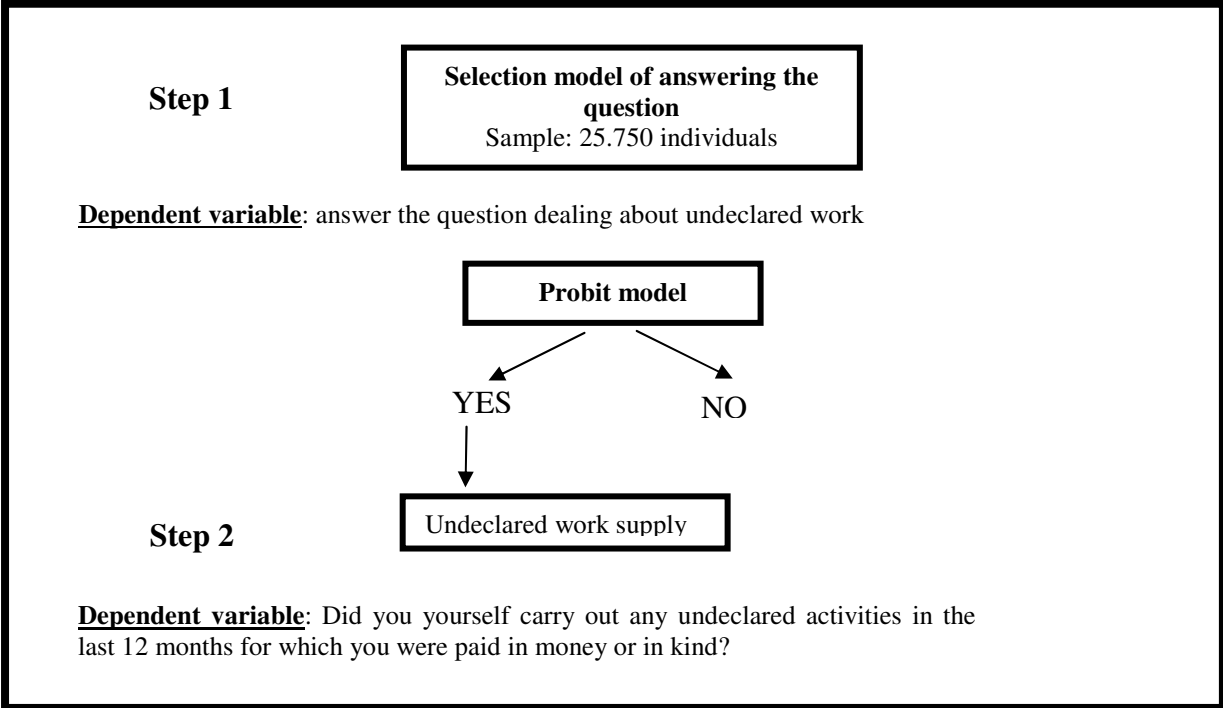 Step 1
Selection model of answering the
question
Sample: 25.750 individuals
Dependent variable: answer the question dealing about undeclared work
Probit model
YES
NO
Step 2
Undeclared work supply
Dependent variable: Did you yourself carry out any undeclared activities in the
last 12 months for which you were paid in money or in kind?